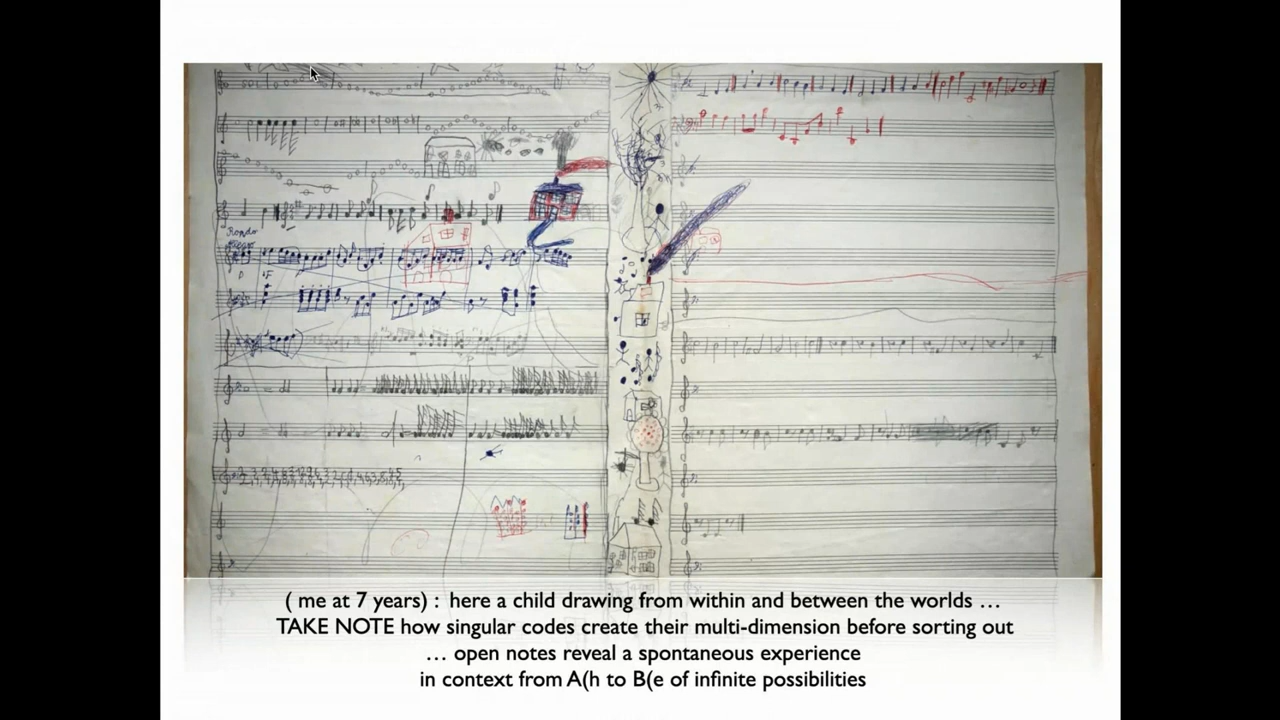 Rondo
( me at 7 years) :  here a child drawing from within and between the worlds …
TAKE NOTE how singular codes create their multi-dimension before sorting out
… open notes reveal a spontaneous experience
in context from A(h to B(e of infinite possibilities